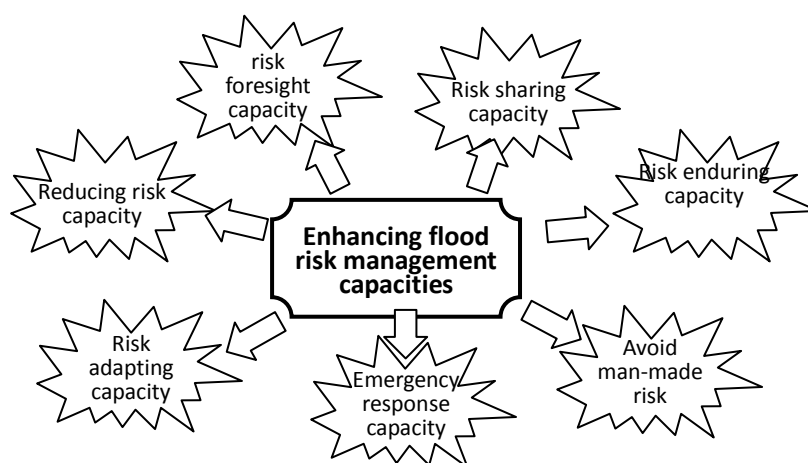 risk
foresight
capacity
Risk sharing
capacity
Reducing risk
capacity
Risk enduring
capacity
Enhancing flood
risk management
capacities
Risk
adapting
capacity
Emergency
response
capacity
Avoid
man-made
risk